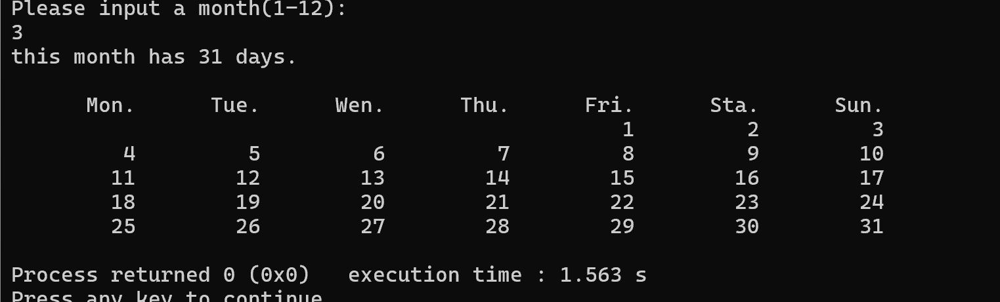 Please input a month(1-12):
3
this month has 31 days.
Mon. Tue. Wen. Thu. Fri. Sta. Sun.
1 2 3
4 5 6 7 8 9 10
11 12 13 14 15 16 17
18 19 20 21 22 23 24
25 26 27 28 29 30 31
Process returned 0 (0x0) execution time : 1.563 s
Press any key to continue